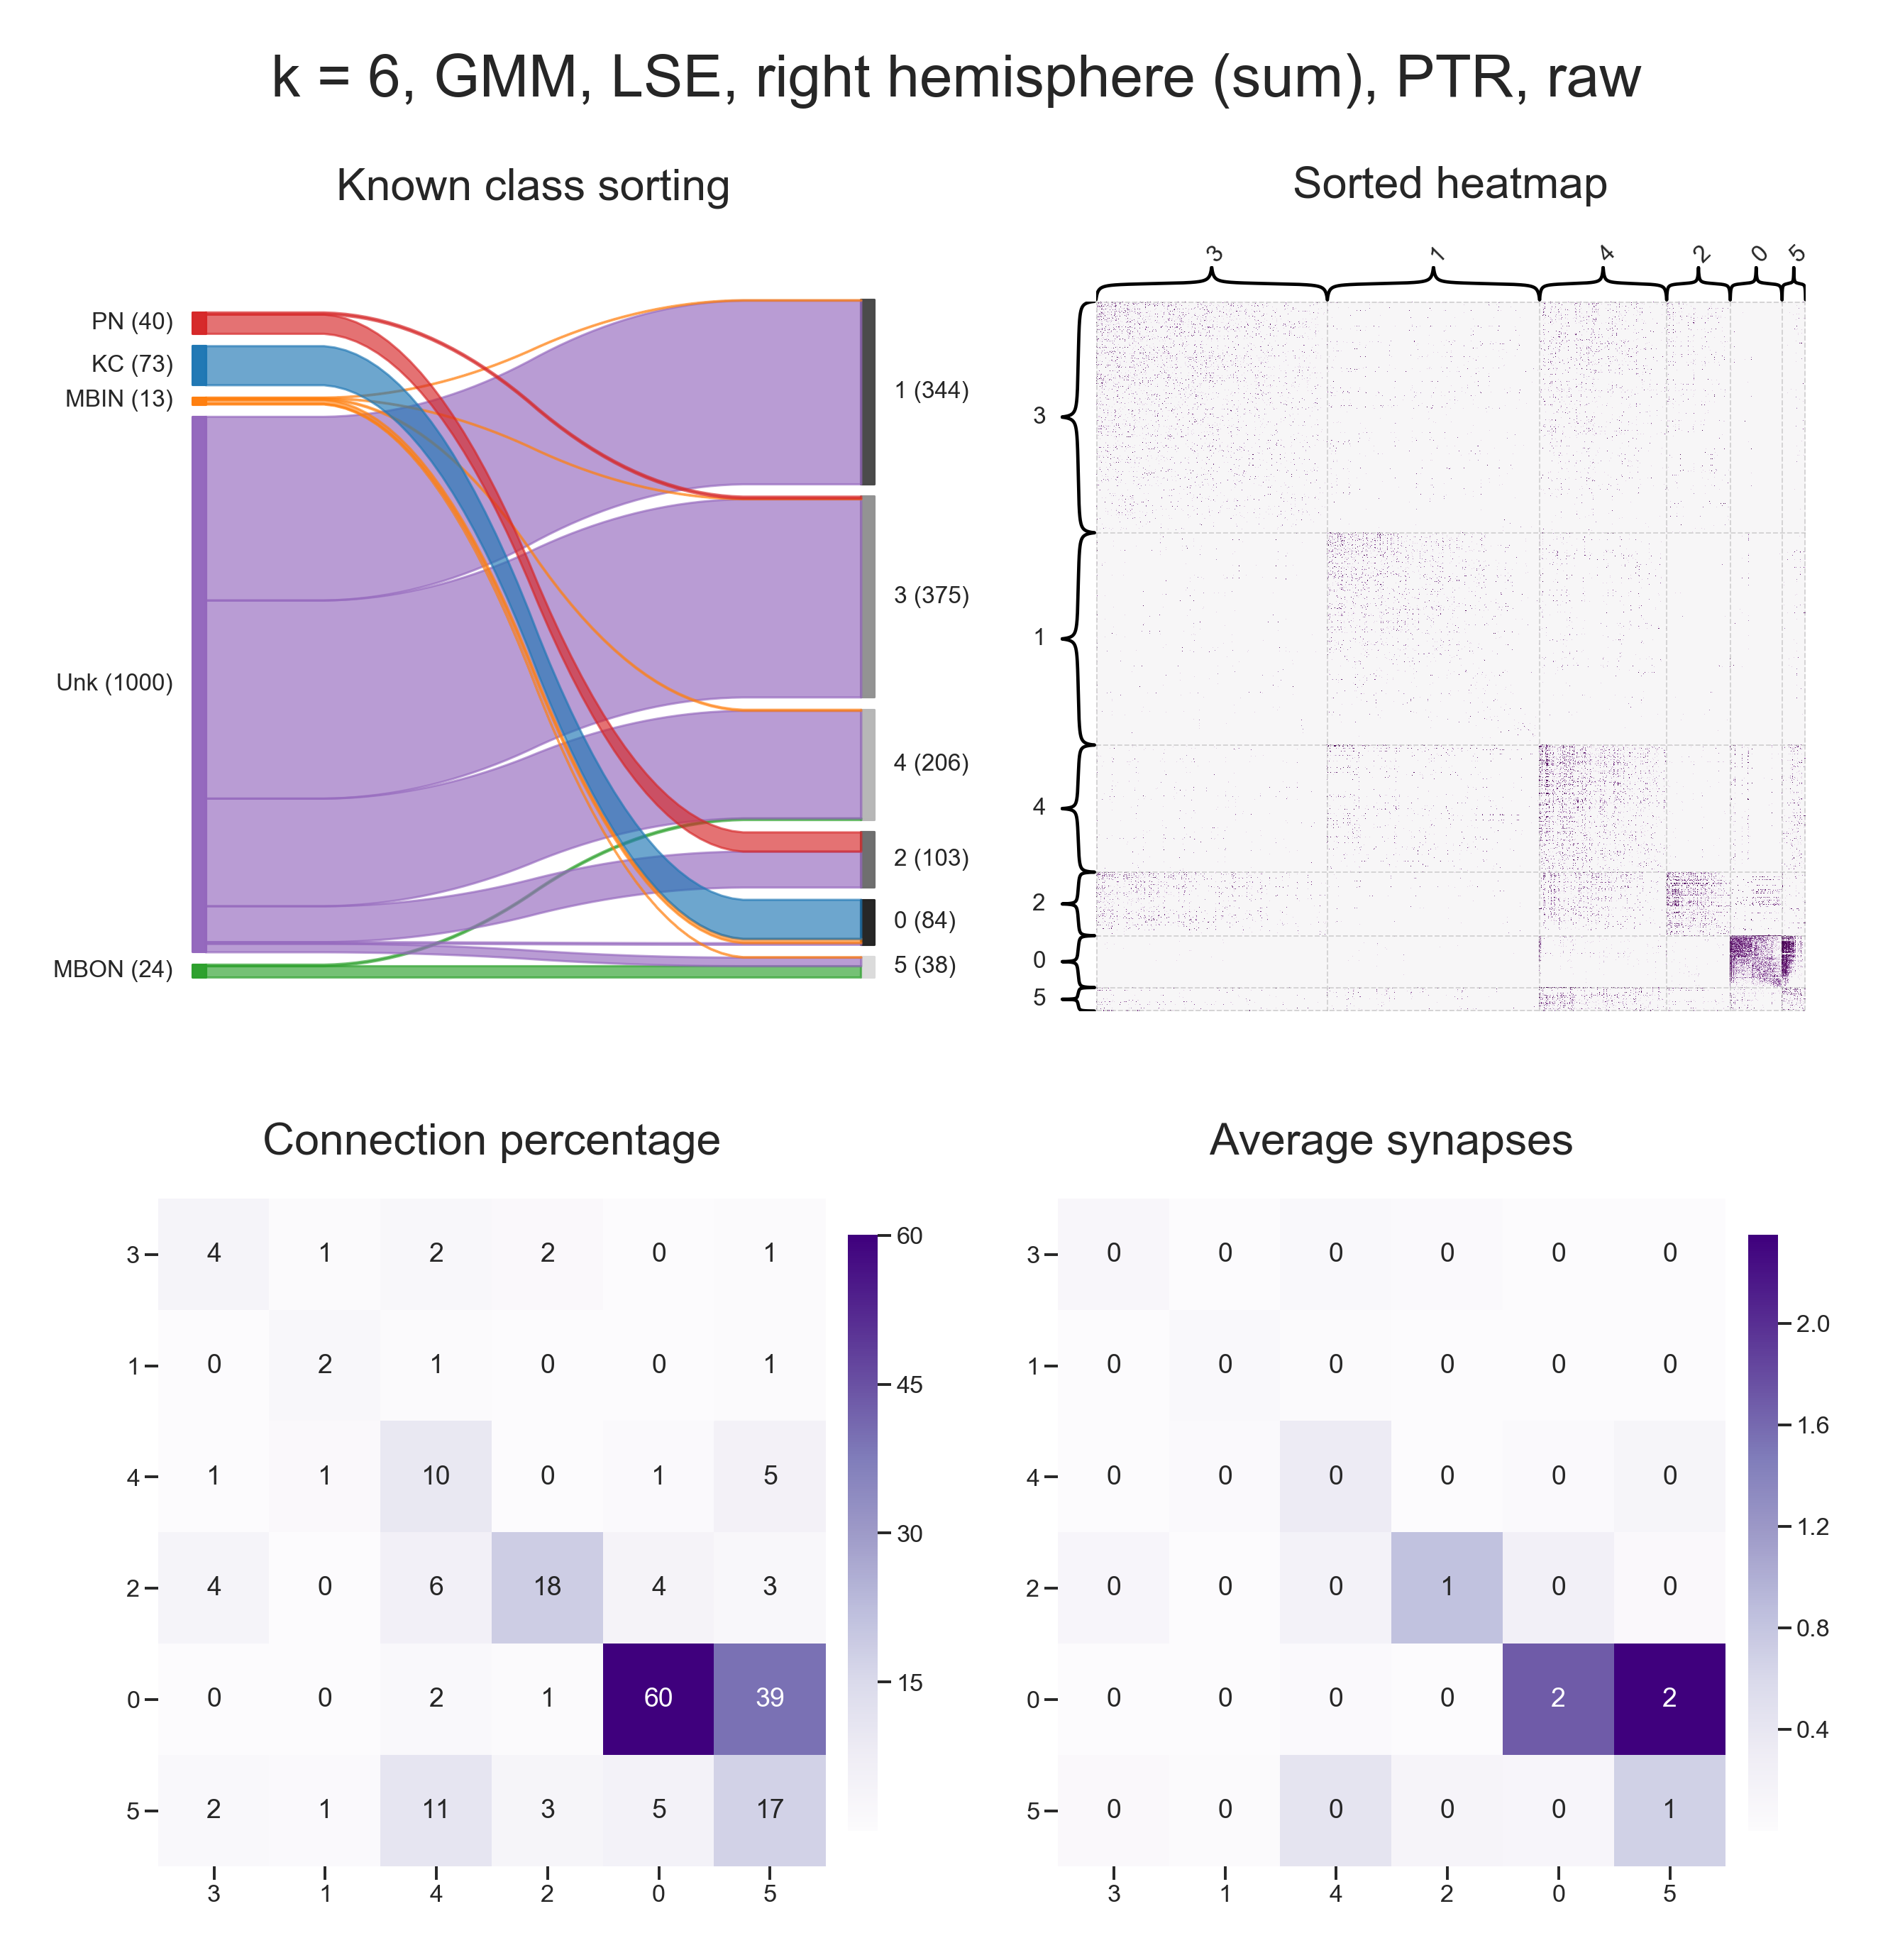 k = 6, GMM, LSE, right hemisphere (sum), PTR, raw
Known class sorting
PN (40)
KC (73)
MBIN (13)
Unk (1000)
MBON (24)
1 (344)
3 (375)
4 (206)
2 (103)
0 (84)
5 (38)
Sorted heatmap
3 1 4 2 0 5
3
1
4
2
0
5
Connection percentage
3 4 1 2 2 0 1
1 0 2 1 0 0 1
4 1 1 10 0 1 5
2 4 0 6 18 4 3
0 0 0 2 1 60 39
5 2 1 11 3 5 17
3 1 4 2 0 5
60
45
30
15
Average synapses
3 0 0 0 0 0 0
1 0 0 0 0 0 0
4 0 0 0 0 0 0
2 0 0 0 1 0 0
0 0 0 0 0 2 2
5 0 0 0 0 0 1
3 1 4 2 0 5
2.0
1.6
1.2
0.8
0.4